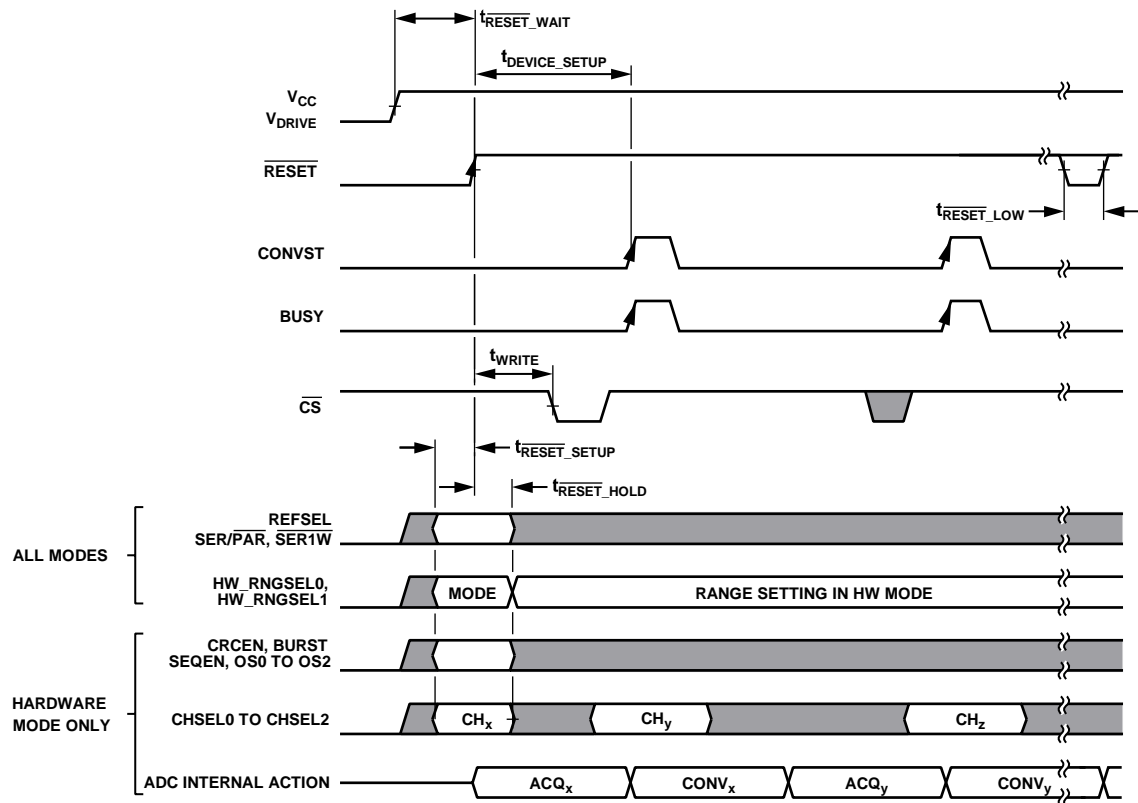 tRESET_WAIT
tDEVICE_SETUP
VCC
VDRIVE
RESET
tRESET_LOW
CONVST
BUSY
tWRITE
CS
tRESET_SETUP
tRESET_HOLD
ALL MODES
REFSEL
SER/PAR, SER1W
HW_RNGSEL0,
HW_RNGSEL1
MODE
RANGE SETTING IN HW MODE
HARDWARE
MODE ONLY
CRCEN, BURST
SEQEN, OS0 TO OS2
CHSEL0 TO CHSEL2
CHx
CHy
CHz
ADC INTERNAL ACTION
ACQx
CONVx
ACQy
CONVy